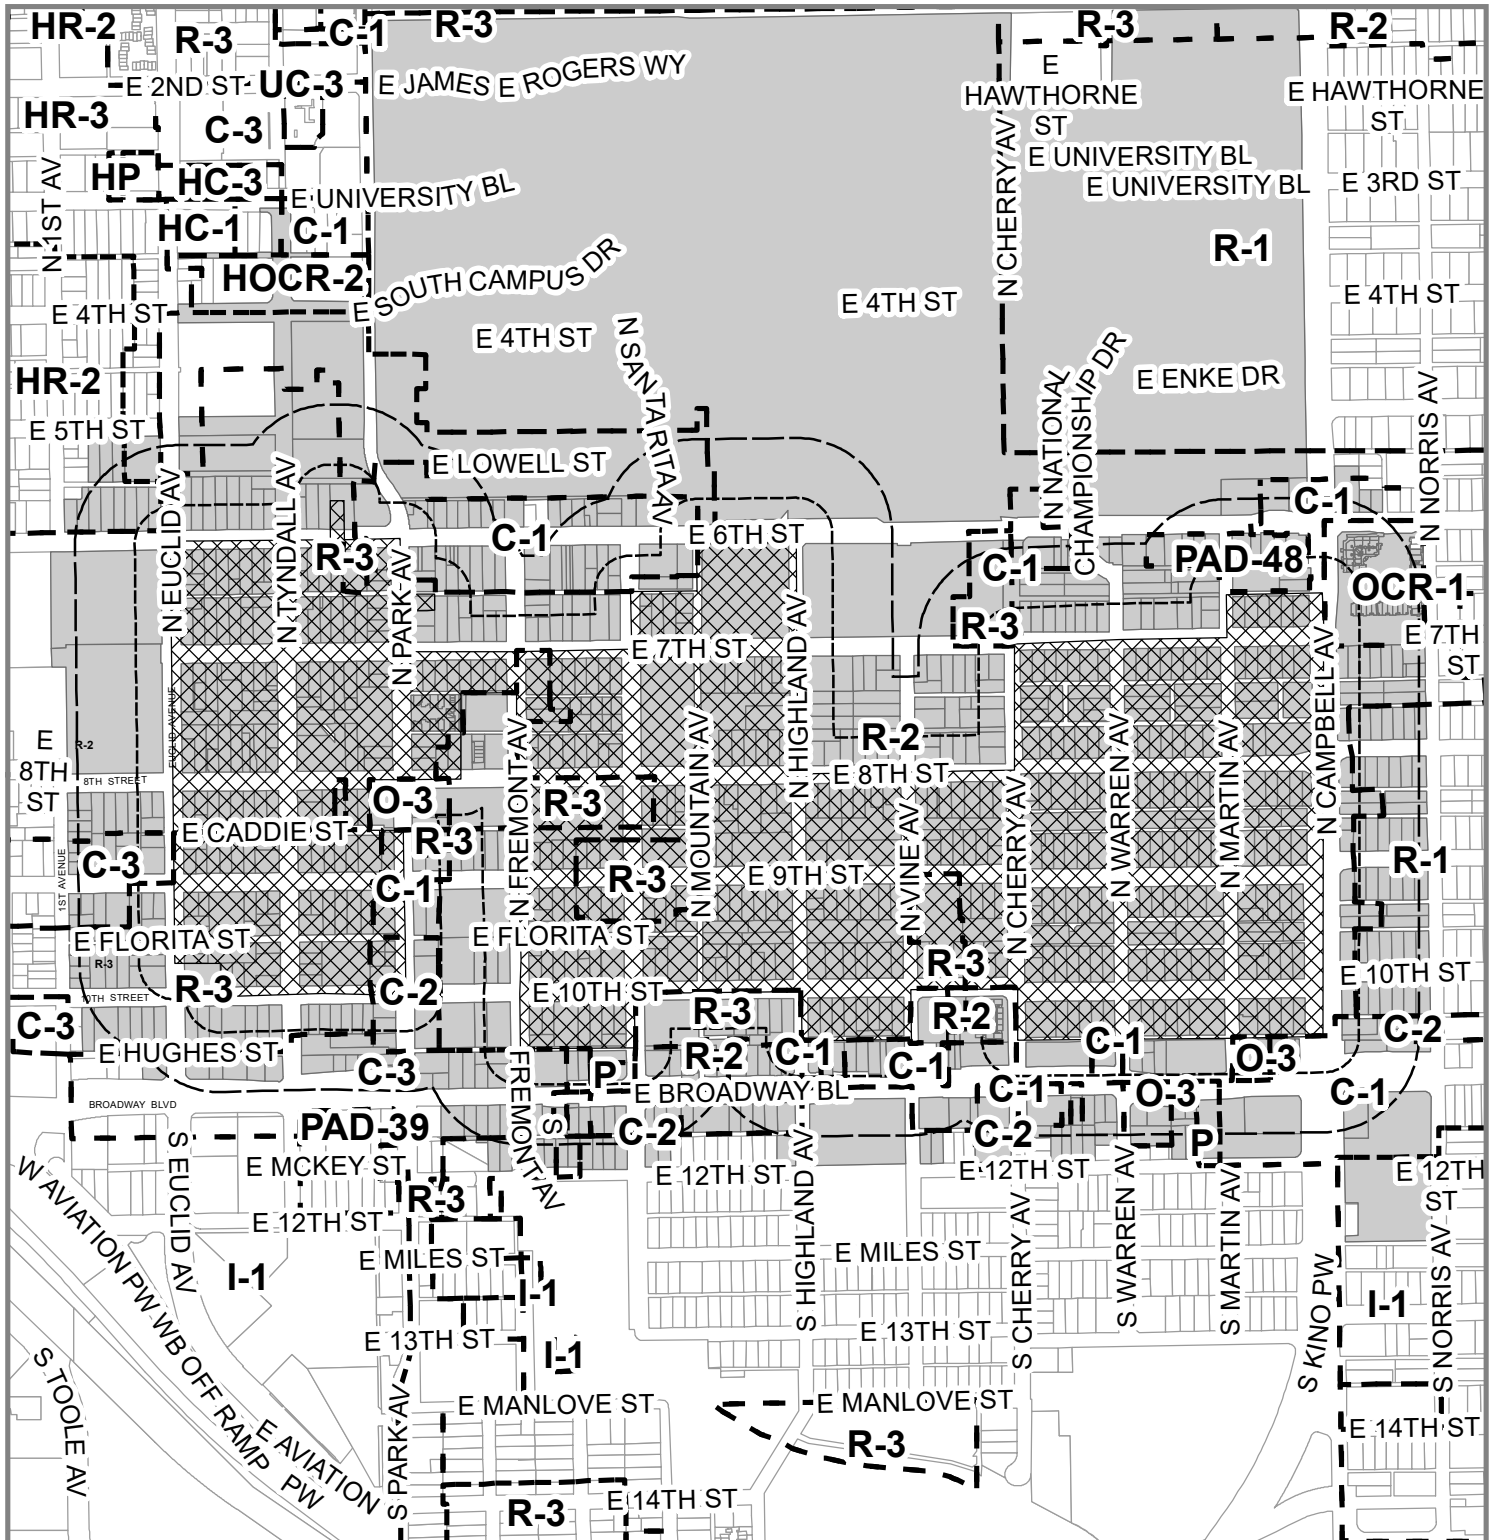 HR-2
R-3
C-1
R-3
R-3
R-2
E 2ND ST
UC-3
E JAMES E ROGERS WY
E
HAWTHORNE
ST
E HAWTHORNE
ST
HR-3
C-3
N CHERRY AV
E UNIVERSITY BL
E UNIVERSITY BL
E 3RD ST
HP
HC-3
E UNIVERSITY BL
N 1ST AV
HC-1
C-1
R-1
HOCR-2
E SOUTH CAMPUS DR
E 4TH ST
E 4TH ST
E 4TH ST
E 4TH ST
N SANTA RITA AV
N NATIONAL
CHAMPIONSHIP DR
E ENKE DR
HR-2
E 5TH ST
N NORRIS AV
E LOWELL ST
N EUCLID AV
N TYNDALL AV
C-1
C-1
E 6TH ST
R-3
N PARK AV
C-1
PAD-48
OCR-1
R-3
E 7TH ST
E 7TH
ST
N HIGHLAND AV
N CAMPBELL AV
EUCLID AVENUE
E
8TH
ST
R-2
8TH STREET
N FREMONT AV
N MOUNTAIN AV
R-2
E 8TH ST
N WARREN AV
N MARTIN AV
O-3
R-3
E CADDIE ST
R-3
N VINE AV
N CHERRY AV
C-3
1ST AVENUE
C-1
R-3
E 9TH ST
R-1
E FLORITA ST
E FLORITA ST
R-3
R-3
10TH STREET
R-3
C-2
E 10TH ST
E 10TH ST
C-3
R-3
R-2
C-2
E HUGHES ST
C-3
FREMONT AV
P
R-2
C-1
C-1
C-1
O-3
E BROADWAY BL
C-1
O-3
C-1
BROADWAY BLVD
PAD-39
S
C-2
C-2
P
S EUCLID AV
E MCKEY ST
E 12TH ST
E 12TH ST
E 12TH
ST
W AVIATION PW WB OFF RAMP
R-3
E 12TH ST
S HIGHLAND AV
S CHERRY AV
S WARREN AV
S MARTIN AV
E MILES ST
E MILES ST
I-1
I-1
S KINO PW
I-1
S NORRIS AV
E 13TH ST
E 13TH ST
I-1
S TOOLE AV
S PARK AV
E MANLOVE ST
E MANLOVE ST
E AVIATION PW
R-3
E 14TH ST
R-3
E 14TH ST